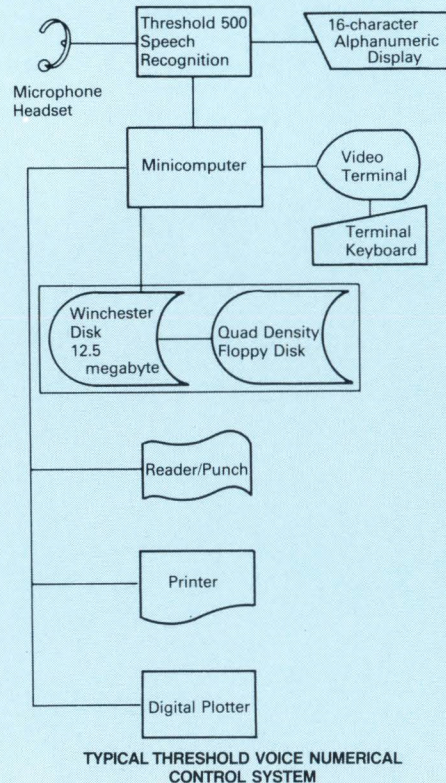 Threshold 500
Speech
Recognition
16-character
Alphanumeric
Display
Microphone
Headset
Minicomputer
Video
Terminal
Terminal
Keyboard
Winchester
Disk
12.5
megabyte
Quad Density
Floppy Disk
Reader/Punch
Printer
Digital Plotter
TYPICAL THRESHOLD VOICE NUMERICAL
CONTROL SYSTEM